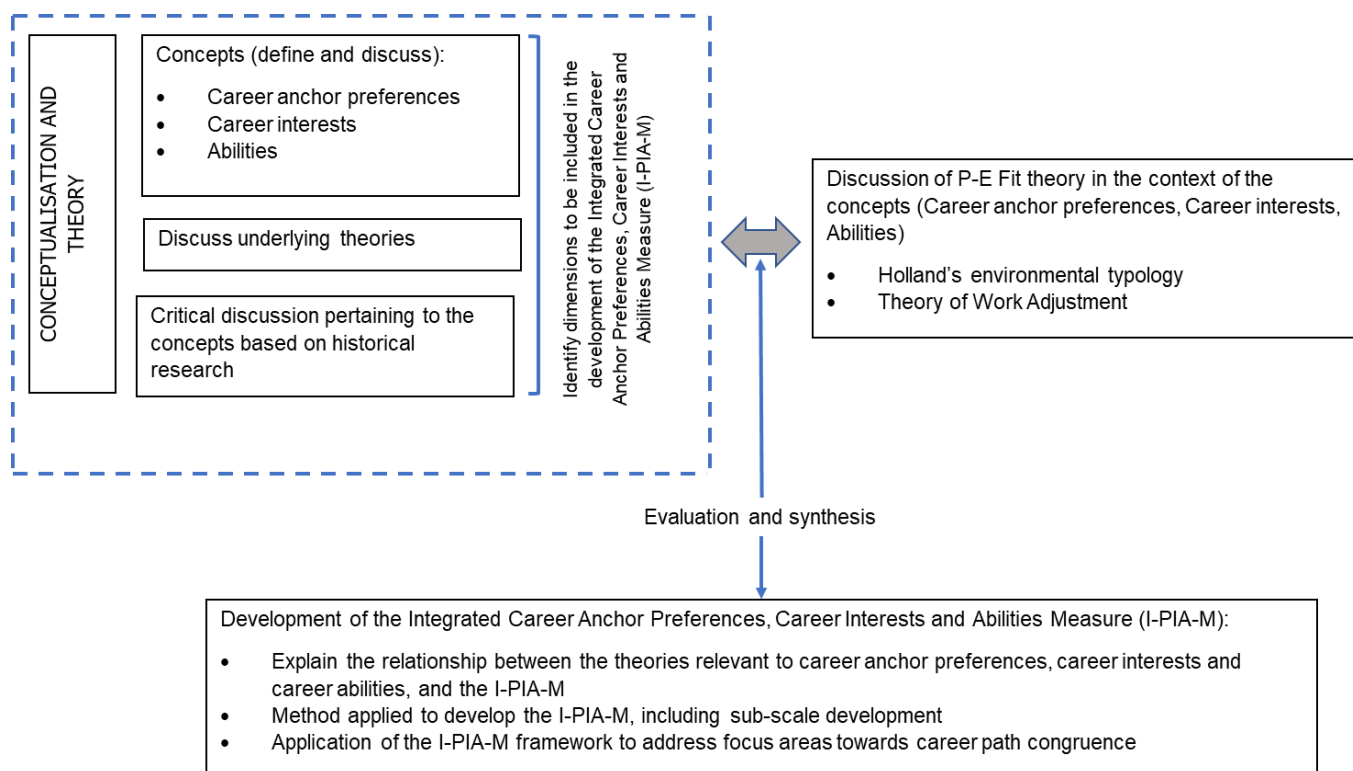 CONCEPTUALISATION AND
THEORY
Concepts (define and discuss):
• Career anchor preferences
• Career interests
• Abilities
Discuss underlying theories
Critical discussion pertaining to the
concepts based on historical
research
Identify dimensions to be included in the
development of the Integrated Career
Anchor Preferences, Career Interests and
Abilities Measure (I-PIA-M)
Discussion of P-E Fit theory in the context of the
concepts (Career anchor preferences, Career interests,
Abilities)
• Holland’s environmental typology
• Theory of Work Adjustment
Evaluation and synthesis
Development of the Integrated Career Anchor Preferences, Career Interests and Abilities Measure (I-PIA-M):
• Explain the relationship between the theories relevant to career anchor preferences, career interests and
career abilities, and the I-PIA-M
• Method applied to develop the I-PIA-M, including sub-scale development
• Application of the I-PIA-M framework to address focus areas towards career path congruence